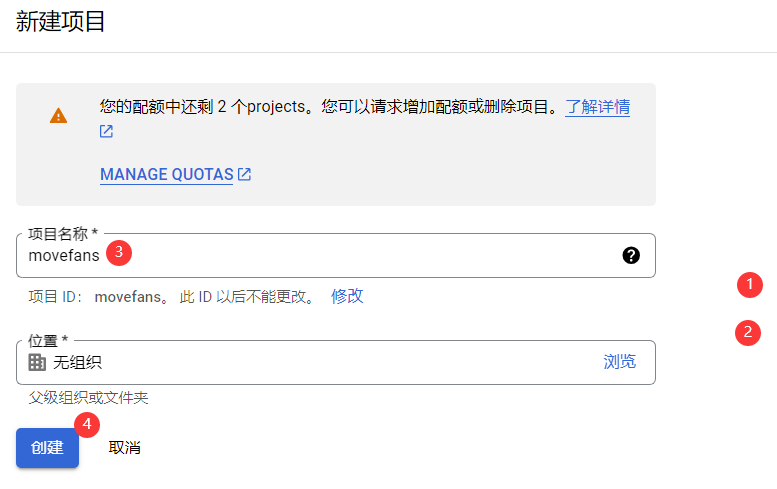 新建项目
您的配额中还剩 2 个projects。您可以请求增加配额或删除项目。了解详情
MANAGE QUOTAS
项目名称 *
movefans 3
?
1
项目 ID： movefans。 此 ID 以后不能更改。 修改
2
位置 *
无组织 浏览
父级组织或文件夹
4
创建 取消